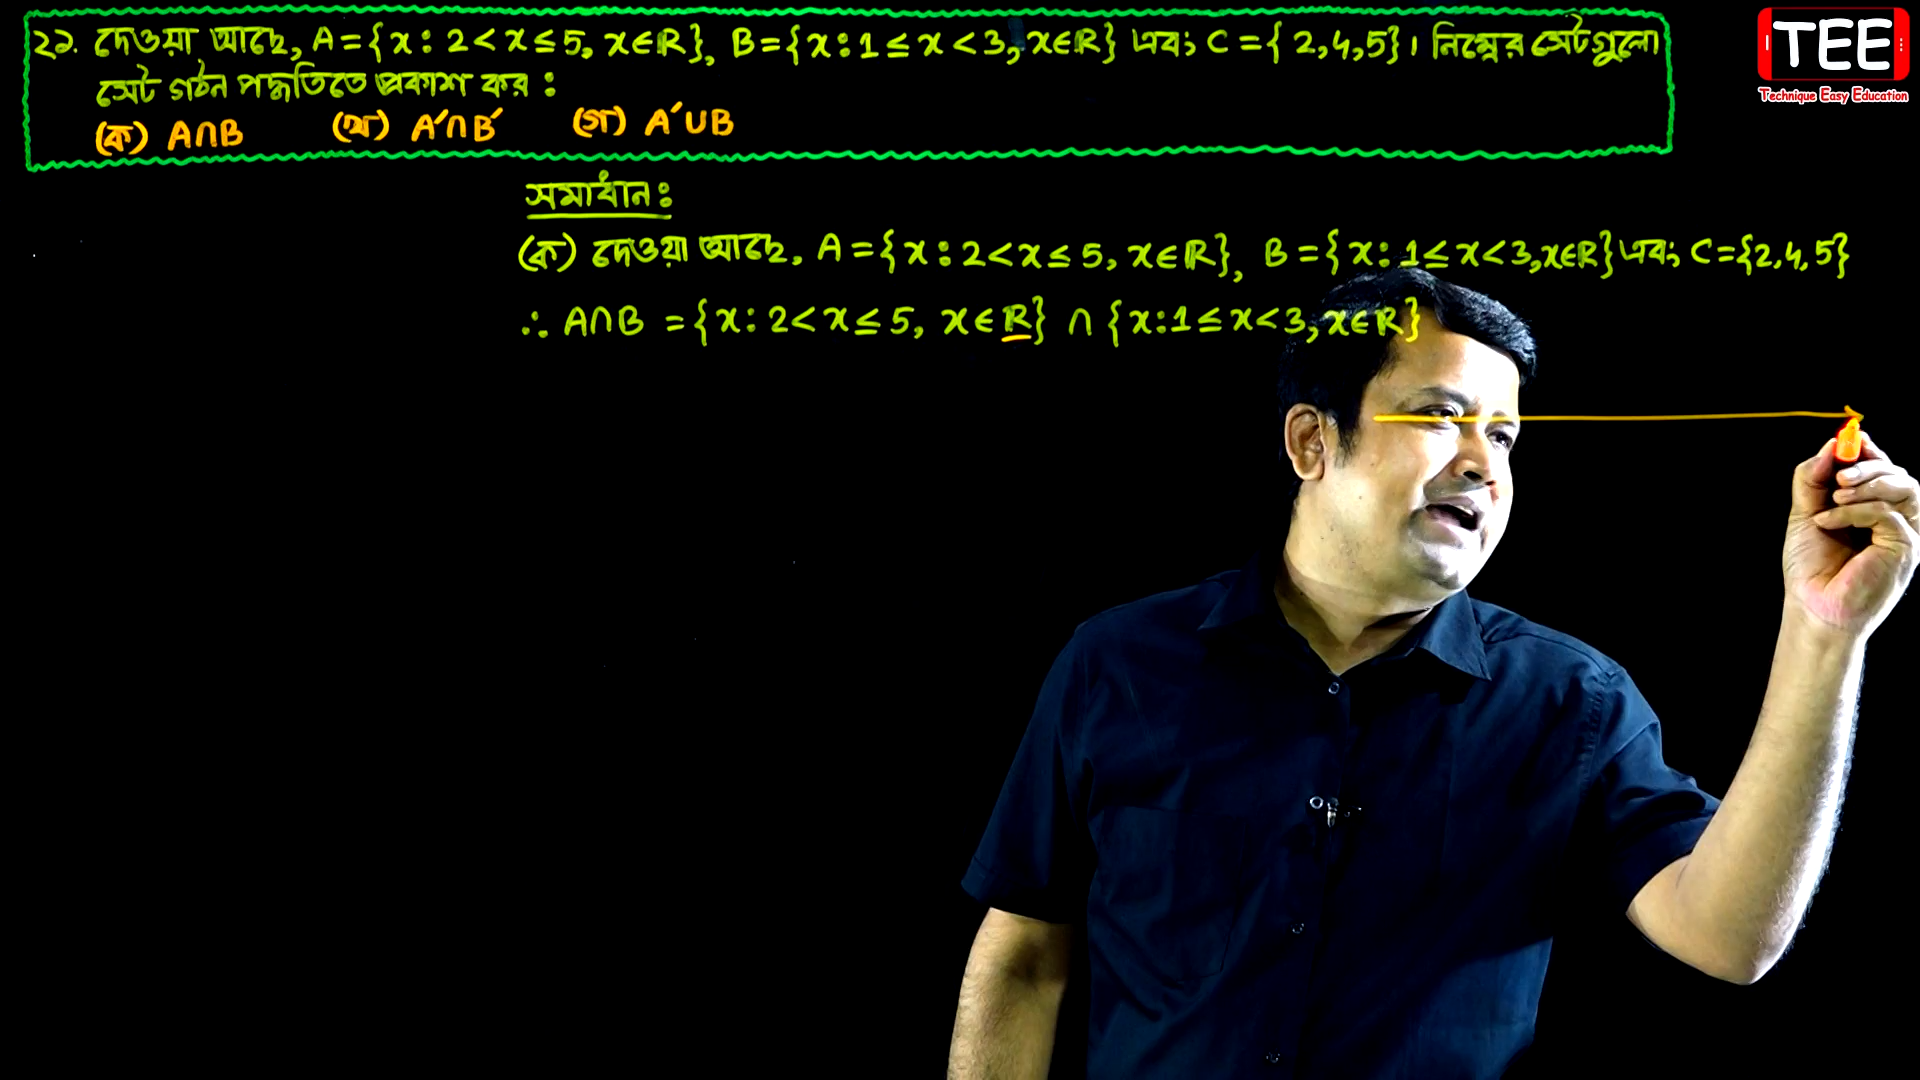 ২১. দেওয়া আছে, A = {x : 2 < x ≤ 5, x ∈ ℝ}, B = {x : 1 ≤ x < 3, x ∈ ℝ} এবং C = { 2, 4, 5} । নিম্নের সেটগুলো
সেট গঠন পদ্ধতিতে প্রকাশ কর :
(ক) A∩B (খ) A′∩B′ (গ) A′∪B
TEE
Technique Easy Education
সমাধান :
(ক) দেওয়া আছে, A = {x : 2 < x ≤ 5, x ∈ ℝ}, B = {x : 1 ≤ x < 3, x ∈ ℝ} এবং C = {2, 4, 5}
∴ A∩B = {x : 2 < x ≤ 5, x ∈ ℝ} ∩ {x : 1 ≤ x < 3, x ∈ ℝ}